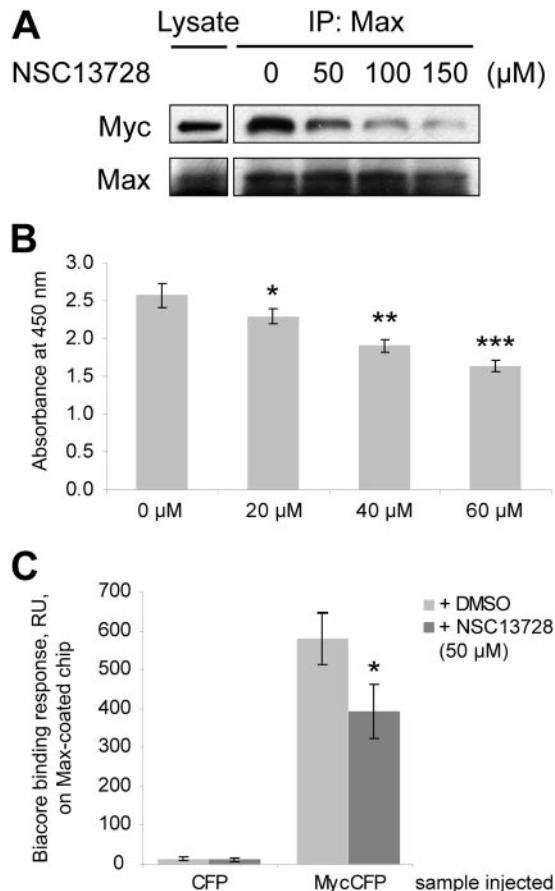 A
Lysate IP: Max
NSC13728 0 50 100 150 (µM)
Myc
Max
B
Absorbance at 450 nm
3.0
2.5
2.0
1.5
1.0
0.5
0.0
*
**
***
0 µM 20 µM 40 µM 60 µM
C
Biacore binding response, RU,
on Max-coated chip
700
600
500
400
300
200
100
0
*
+ DMSO
+ NSC13728
(50 µM)
CFP MycCFP sample injected